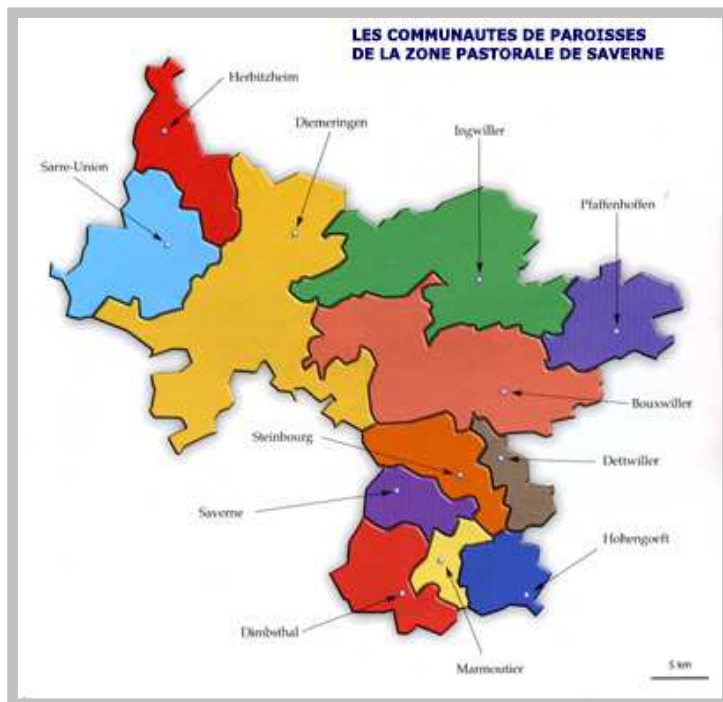 LES COMMUNAUTES DE PAROISSES
DE LA ZONE PASTORALE DE SAVERNE
Herbitzheim
Diemeringen
Ingwiller
Sarre-Union
Pfaffenhoffen
Bouxwiller
Steinbourg
Dettwiller
Saverne
Hohengoeft
Dimbsthal
Marmoutier
5 km